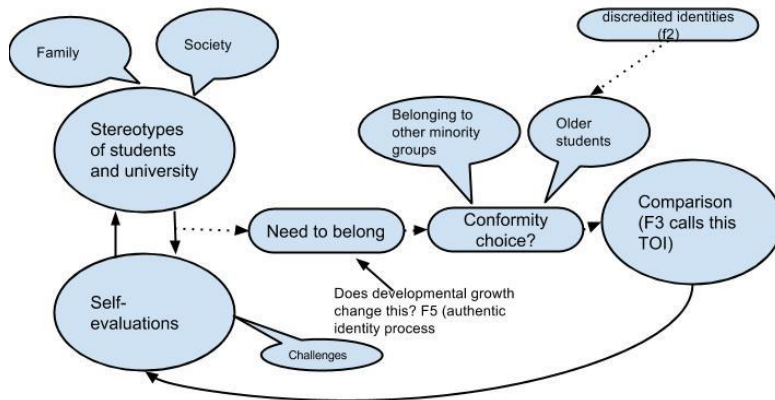 discredited identities
(f2)
Family
Society
Stereotypes
of students
and university
Belonging to
other minority
groups
Older
students
Comparison
(F3 calls this
TOI)
Need to belong
Conformity
choice?
Does developmental growth
change this? F5 (authentic
identity process
Self-
evaluations
Challenges